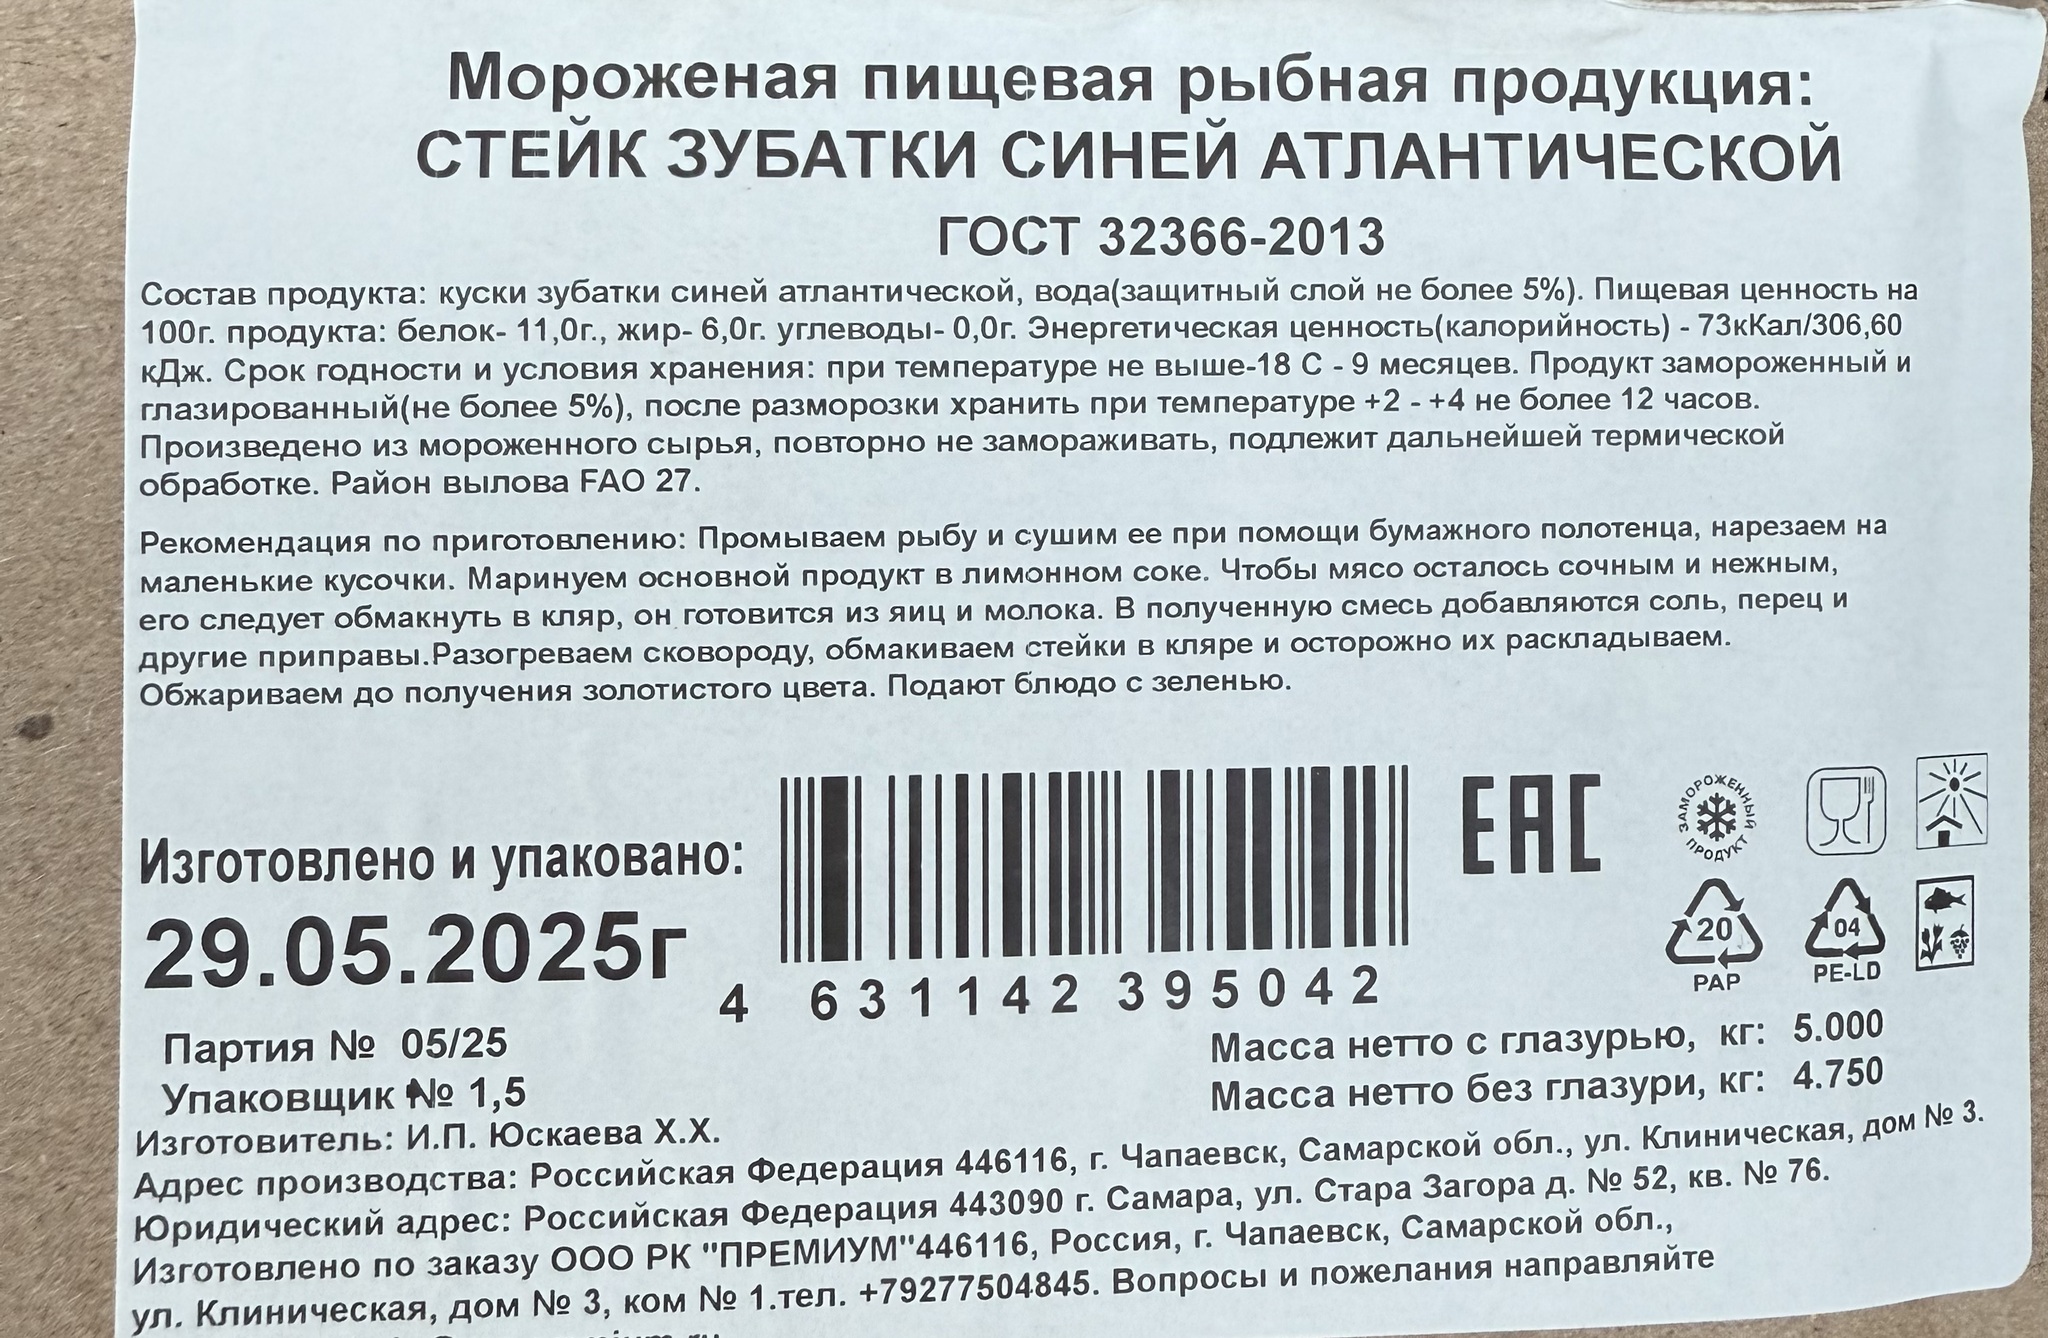 Мороженая пищевая рыбная продукция:
СТЕЙК ЗУБАТКИ СИНЕЙ АТЛАНТИЧЕСКОЙ
ГОСТ 32366-2013
Состав продукта: куски зубатки синей атлантической, вода(защитный слой не более 5%). Пищевая ценность на
100г. продукта: белок- 11,0г., жир- 6,0г. углеводы- 0,0г. Энергетическая ценность(калорийность) - 73кКал/306,60
кДж. Срок годности и условия хранения: при температуре не выше-18 С - 9 месяцев. Продукт замороженный и
глазированный(не более 5%), после разморозки хранить при температуре +2 - +4 не более 12 часов.
Произведено из мороженного сырья, повторно не замораживать, подлежит дальнейшей термической
обработке. Район вылова FAO 27.
Рекомендация по приготовлению: Промываем рыбу и сушим ее при помощи бумажного полотенца, нарезаем на
маленькие кусочки. Маринуем основной продукт в лимонном соке. Чтобы мясо осталось сочным и нежным,
его следует обмакнуть в кляр, он готовится из яиц и молока. В полученную смесь добавляются соль, перец и
другие приправы.Разогреваем сковороду, обмакиваем стейки в кляре и осторожно их раскладываем.
Обжариваем до получения золотистого цвета. Подают блюдо с зеленью.
Изготовлено и упаковано:
29.05.2025г
4 631142 395042
EAC
ЗАМОРОЖЕННЫЙ ПРОДУКТ
20
PAP
04
PE-LD
Партия № 05/25
Упаковщик № 1,5
Масса нетто с глазурью, кг: 5.000
Масса нетто без глазури, кг: 4.750
Изготовитель: И.П. Юскаева Х.Х.
Адрес производства: Российская Федерация 446116, г. Чапаевск, Самарской обл., ул. Клиническая, дом № 3.
Юридический адрес: Российская Федерация 443090 г. Самара, ул. Стара Загора д. № 52, кв. № 76.
Изготовлено по заказу ООО РК "ПРЕМИУМ"446116, Россия, г. Чапаевск, Самарской обл.,
ул. Клиническая, дом № 3, ком № 1.тел. +79277504845. Вопросы и пожелания направляйте